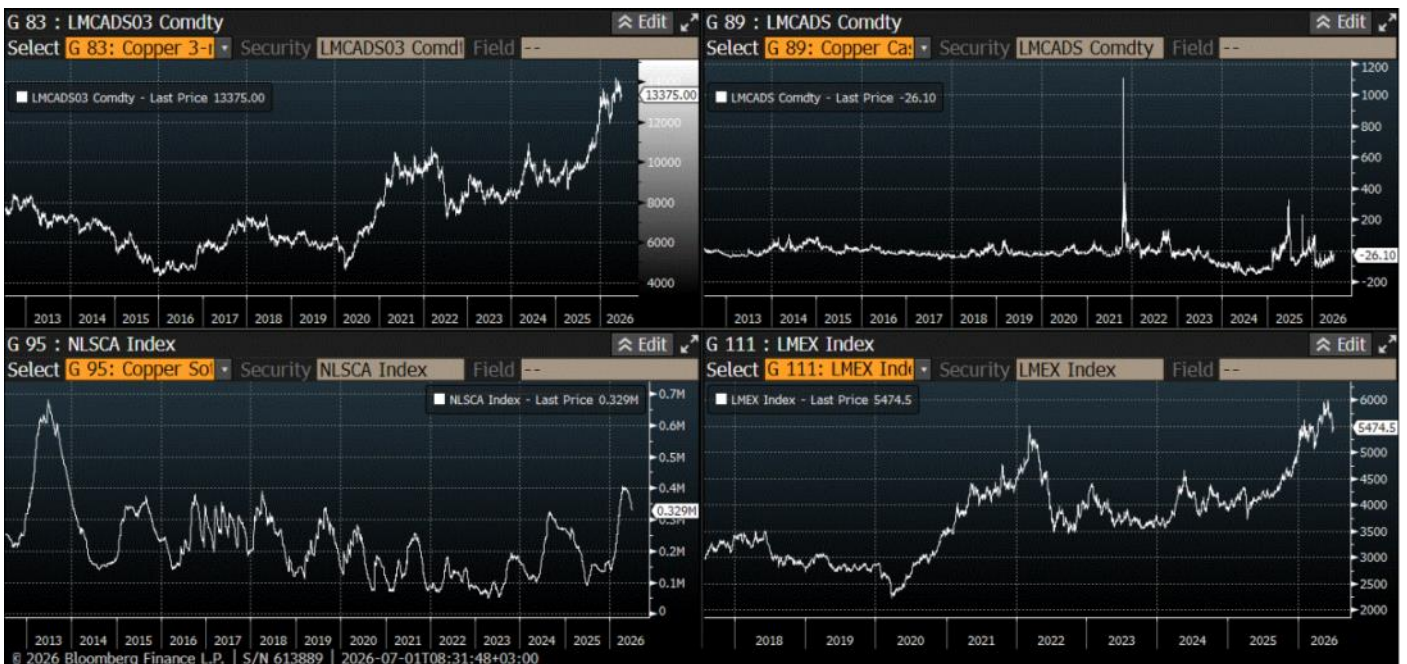 G 83 : LMCADS03 Comdty
Edit
Select G 83: Copper 3-r Security LMCADS03 Comdt Field --
LMCADS03 Comdty - Last Price 13375.00
13375.00
12000
10000
8000
6000
4000
2013 2014 2015 2016 2017 2018 2019 2020 2021 2022 2023 2024 2025 2026
G 89 : LMCADS Comdty
Edit
Select G 89: Copper Cas Security LMCADS Comdty Field --
LMCADS Comdty - Last Price -26.10
1200
1000
800
600
400
200
-26.10
-200
2013 2014 2015 2016 2017 2018 2019 2020 2021 2022 2023 2024 2025 2026
G 95 : NLSCA Index
Edit
Select G 95: Copper Sot Security NLSCA Index Field --
NLSCA Index - Last Price 0.329M
0.7M
0.6M
0.5M
0.4M
0.329M
0.3M
0.2M
0.1M
0
2013 2014 2015 2016 2017 2018 2019 2020 2021 2022 2023 2024 2025 2026
G 111 : LMEX Index
Edit
Select G 111: LMEX Inde Security LMEX Index Field --
LMEX Index - Last Price 5474.5
6000
5474.5
5000
4500
4000
3500
3000
2500
2000
2018 2019 2020 2021 2022 2023 2024 2025 2026
© 2026 Bloomberg Finance L.P. | S/N 613889 | 2026-07-01T08:31:48+03:00